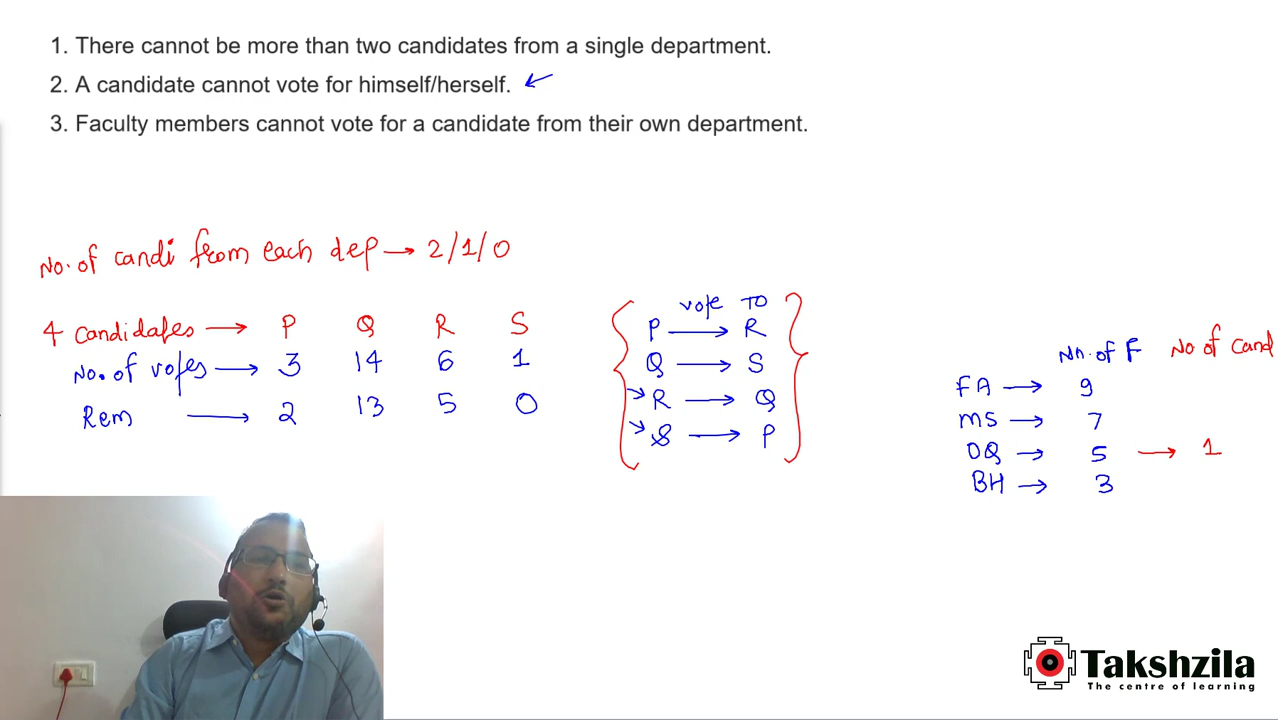 1. There cannot be more than two candidates from a single department.
2. A candidate cannot vote for himself/herself.
3. Faculty members cannot vote for a candidate from their own department.
No. of candi from each dep → 2/1/0
4 candidates → P Q R S
No. of votes → 3 14 6 1
Rem → 2 13 5 0
vote TO
P → R
Q → S
R → Q
S → P
No. of F No of Cand
FA → 9
MS → 7
OQ → 5 → 1
BH → 3
Takshzila
The centre of learning